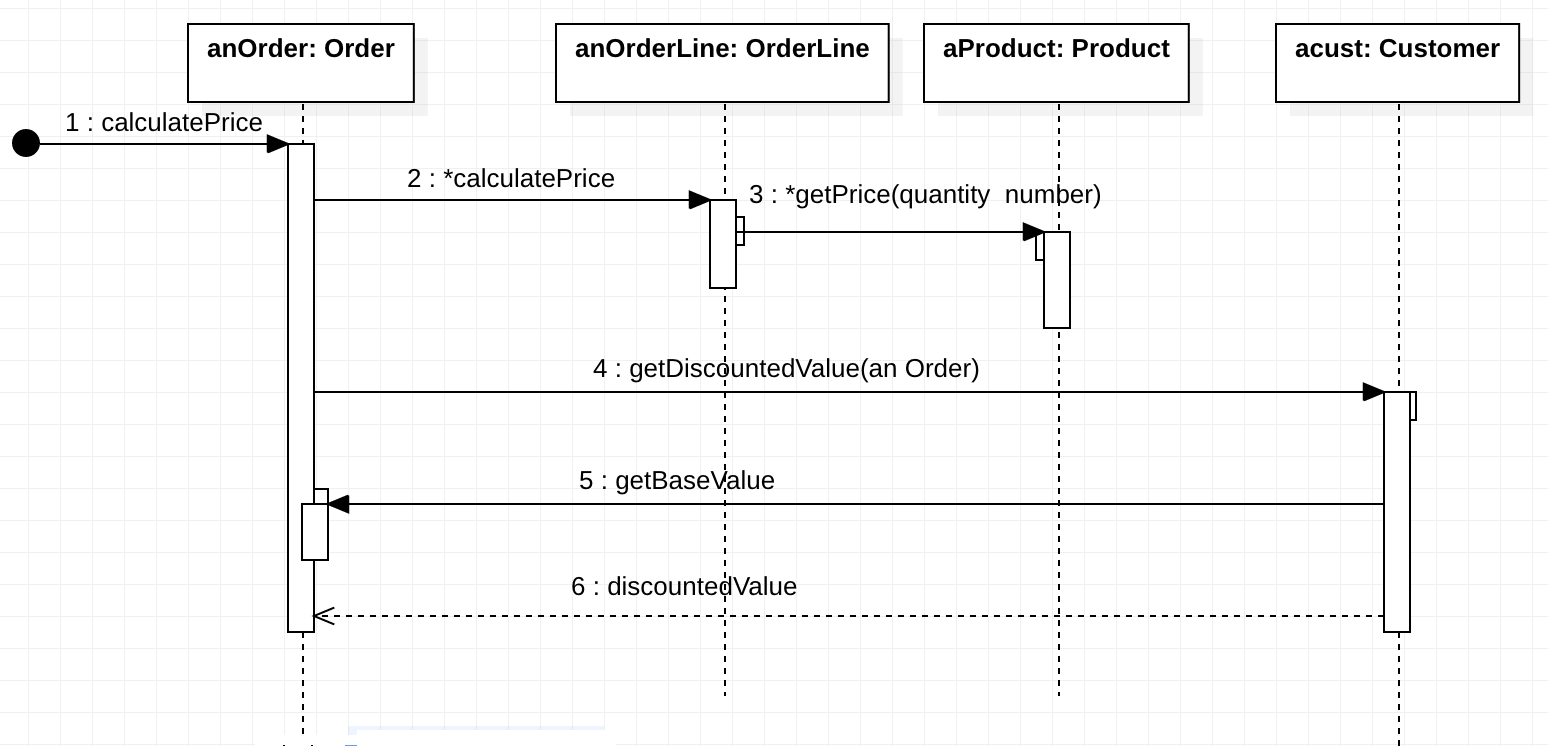 anOrder: Order
anOrderLine: OrderLine
aProduct: Product
acust: Customer
1 : calculatePrice
2 : *calculatePrice
3 : *getPrice(quantity  number)
4 : getDiscountedValue(an Order)
5 : getBaseValue
6 : discountedValue